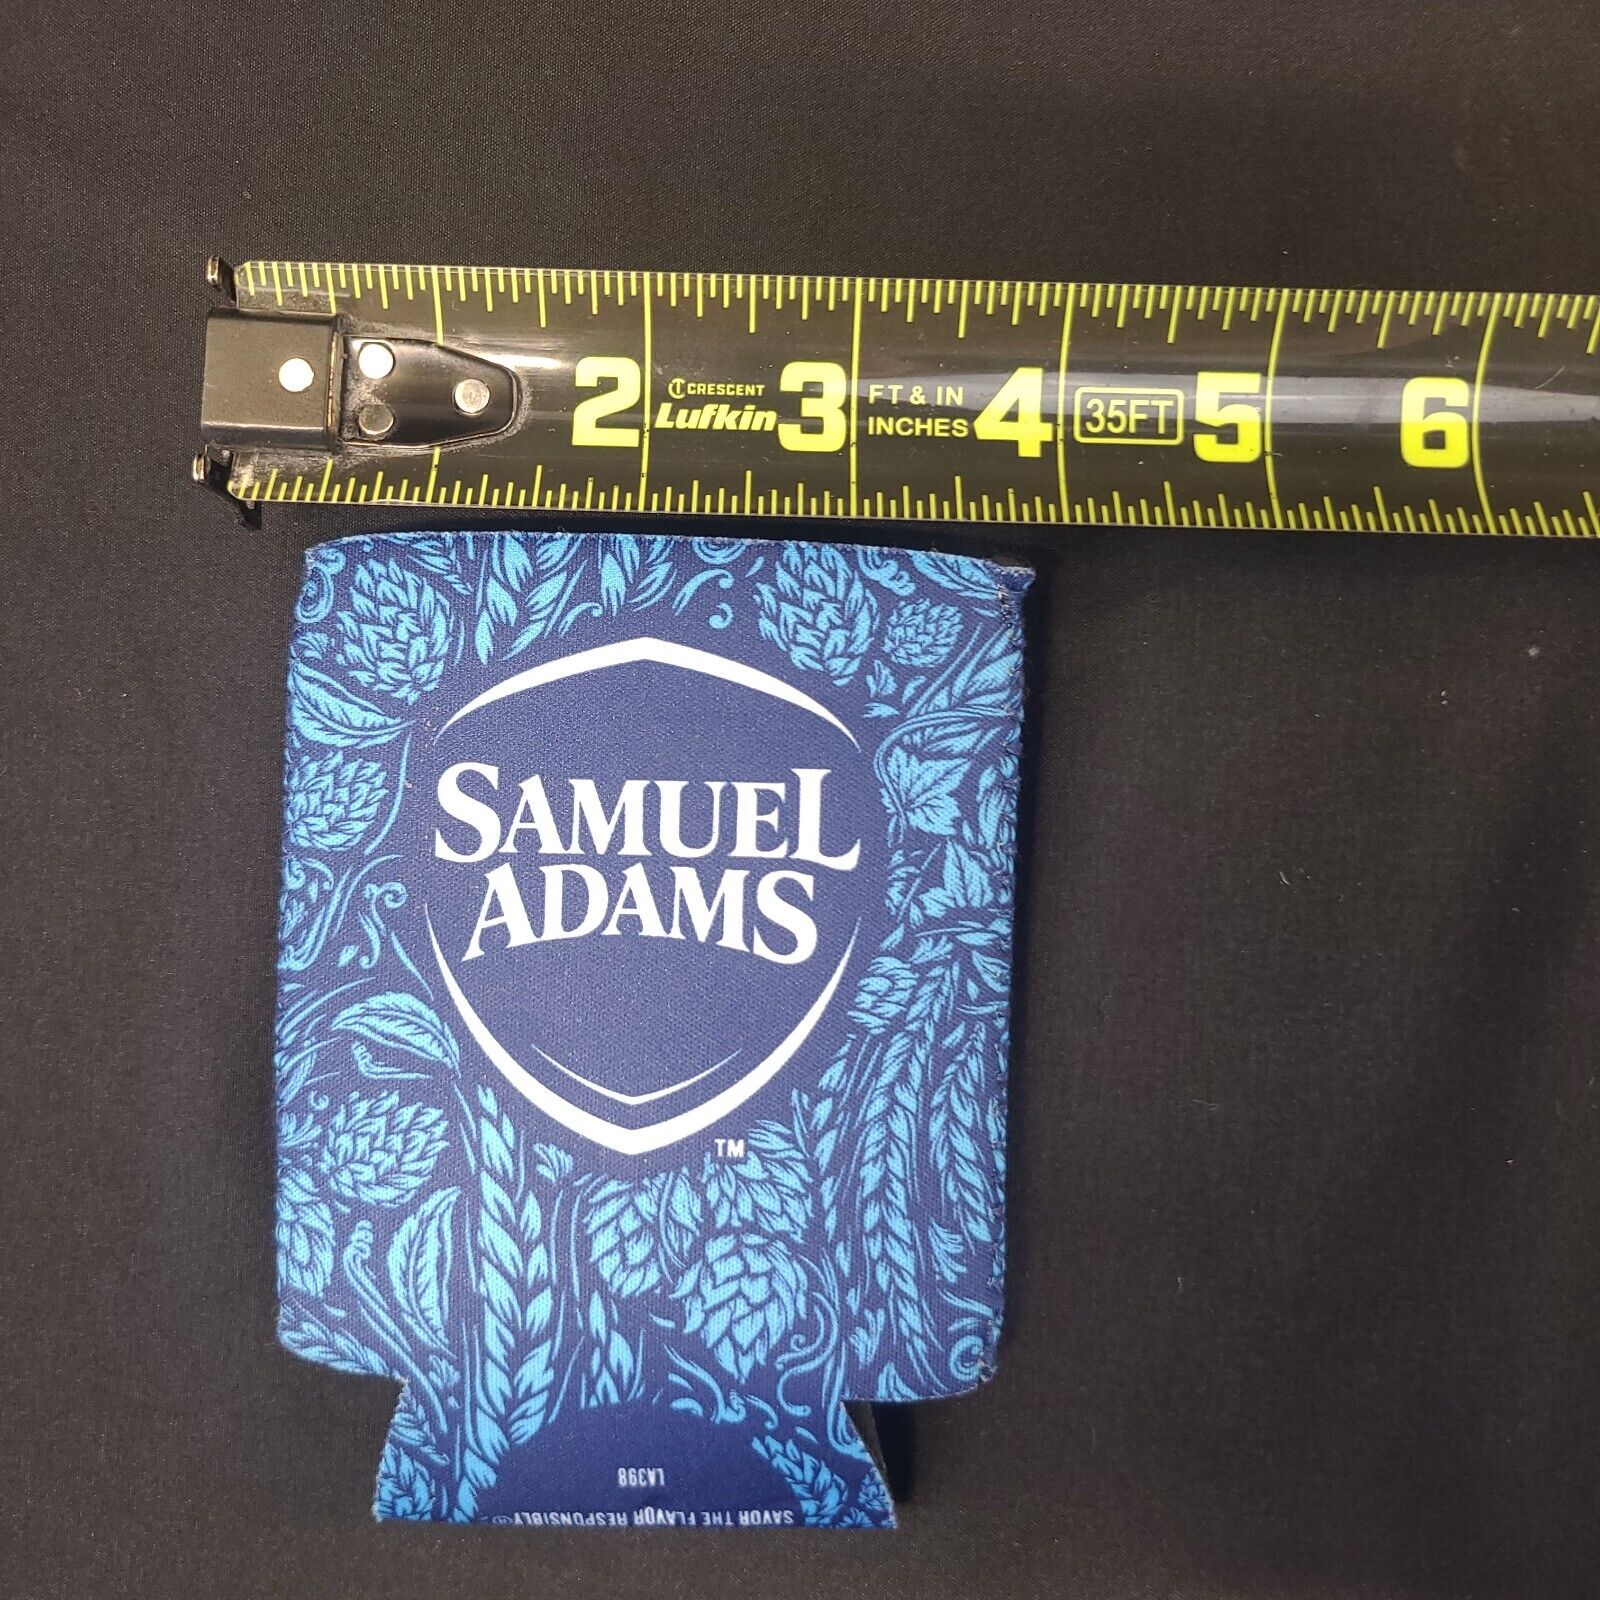 2 CRESCENT 3 FT & IN 4 35FT 5 6
Lufkin INCHES
SAMUEL
ADAMS
TM
LA398
SAVOR THE FLAVOR RESPONSIBLY®